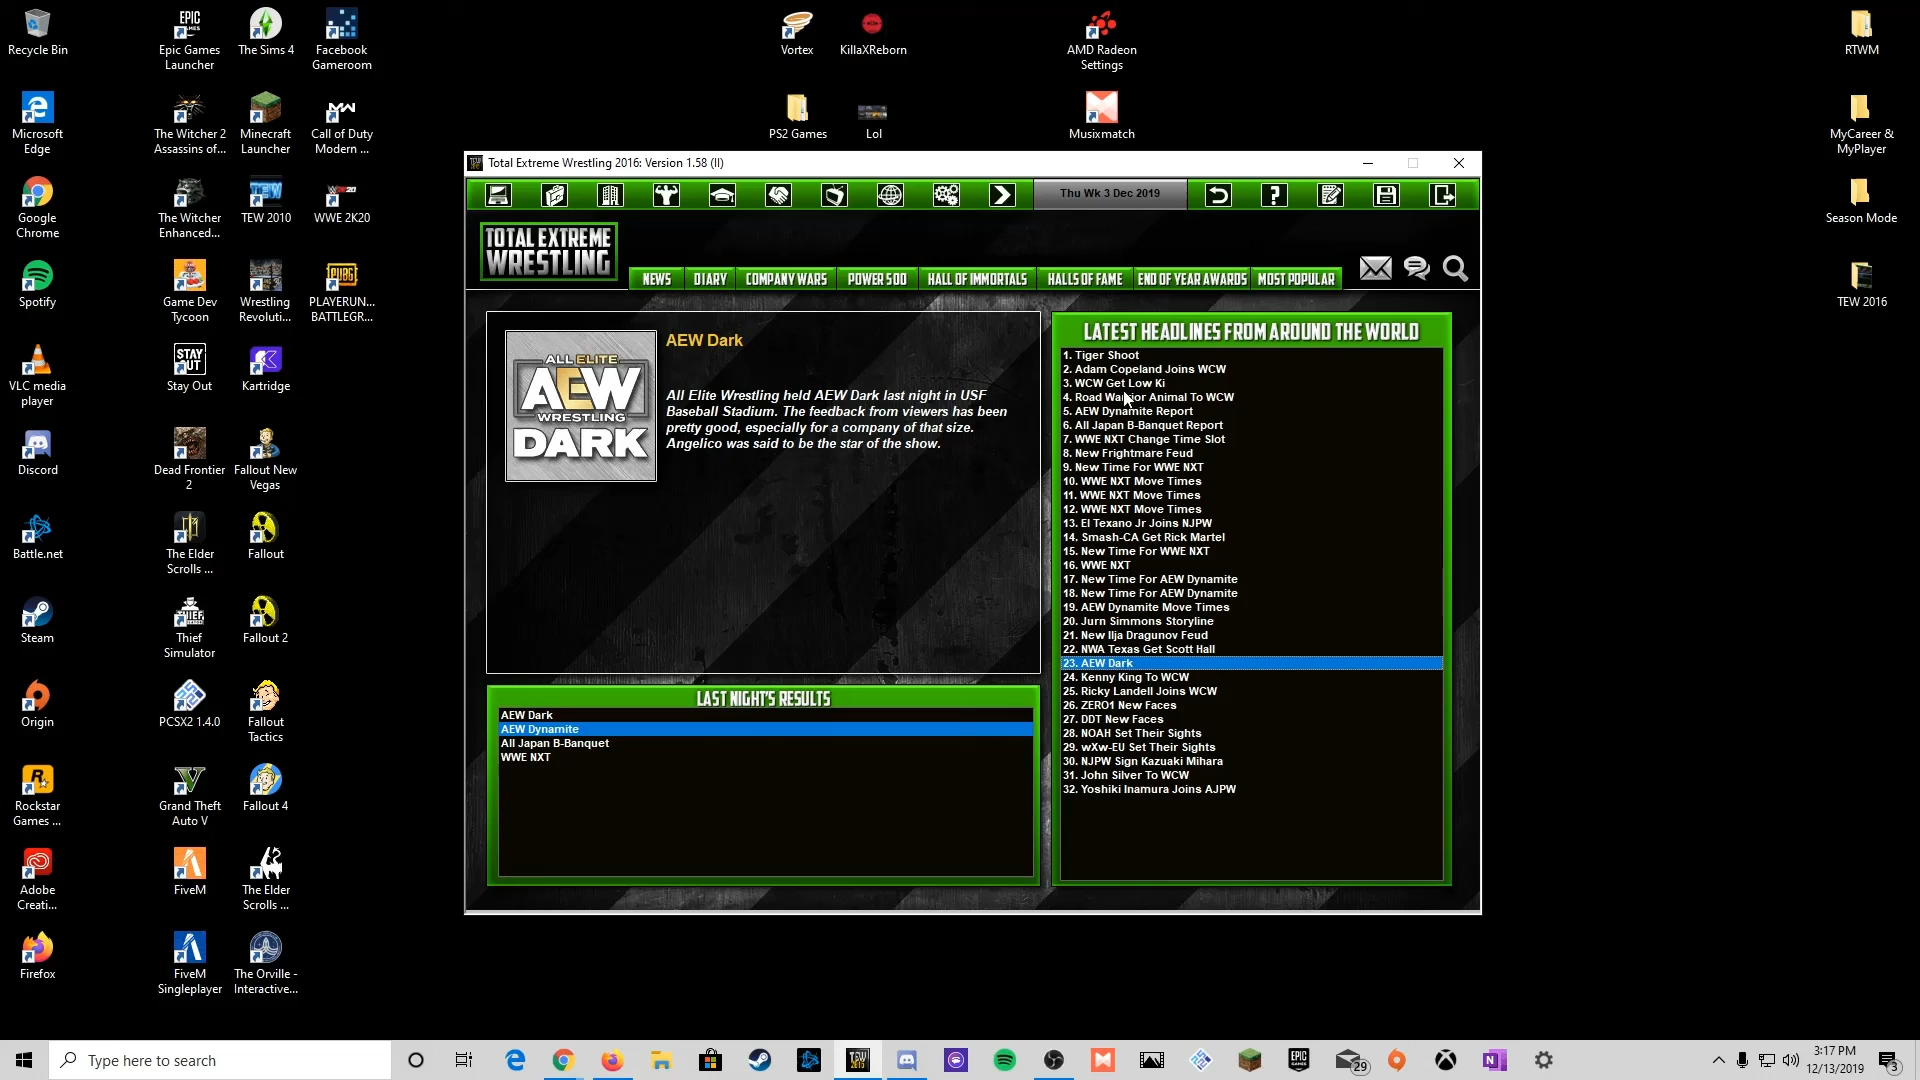 Recycle Bin
Epic Games
Launcher
The Sims 4
Facebook
Gameroom
Vortex
KillaXReborn
AMD Radeon
Settings
RTWM
Microsoft
Edge
The Witcher 2
Assassins of...
Minecraft
Launcher
Call of Duty
Modern ...
PS2 Games
Lol
Musixmatch
MyCareer &
MyPlayer
Google
Chrome
The Witcher
Enhanced...
TEW 2010
WWE 2K20
Season Mode
Spotify
Game Dev
Tycoon
Wrestling
Revoluti...
PLAYERUN...
BATTLEGR...
TEW 2016
VLC media
player
Stay Out
Kartridge
Discord
Dead Frontier
2
Fallout New
Vegas
Battle.net
The Elder
Scrolls ...
Fallout
Steam
Thief
Simulator
Fallout 2
Origin
PCSX2 1.4.0
Fallout
Tactics
Rockstar
Games ...
Grand Theft
Auto V
Fallout 4
Adobe
Creati...
FiveM
The Elder
Scrolls ...
Firefox
FiveM
Singleplayer
The Orville -
Interactive...
Total Extreme Wrestling 2016: Version 1.58 (II)
Thu Wk 3 Dec 2019
TOTAL EXTREME
WRESTLING
NEWS DIARY COMPANY WARS POWER 500 HALL OF IMMORTALS HALLS OF FAME END OF YEAR AWARDS MOST POPULAR
ALL ELITE
AEW
WRESTLING
DARK
AEW Dark
All Elite Wrestling held AEW Dark last night in USF
Baseball Stadium. The feedback from viewers has been
pretty good, especially for a company of that size.
Angelico was said to be the star of the show.
LAST NIGHT'S RESULTS
AEW Dark
AEW Dynamite
All Japan B-Banquet
WWE NXT
LATEST HEADLINES FROM AROUND THE WORLD
1. Tiger Shoot
2. Adam Copeland Joins WCW
3. WCW Get Low Ki
4. Road Warrior Animal To WCW
5. AEW Dynamite Report
6. All Japan B-Banquet Report
7. WWE NXT Change Time Slot
8. New Frightmare Feud
9. New Time For WWE NXT
10. WWE NXT Move Times
11. WWE NXT Move Times
12. WWE NXT Move Times
13. El Texano Jr Joins NJPW
14. Smash-CA Get Rick Martel
15. New Time For WWE NXT
16. WWE NXT
17. New Time For AEW Dynamite
18. New Time For AEW Dynamite
19. AEW Dynamite Move Times
20. Jurn Simmons Storyline
21. New Ilja Dragunov Feud
22. NWA Texas Get Scott Hall
23. AEW Dark
24. Kenny King To WCW
25. Ricky Landell Joins WCW
26. ZERO1 New Faces
27. DDT New Faces
28. NOAH Set Their Sights
29. wXw-EU Set Their Sights
30. NJPW Sign Kazuaki Mihara
31. John Silver To WCW
32. Yoshiki Inamura Joins AJPW
Type here to search
29
3:17 PM
12/13/2019
3